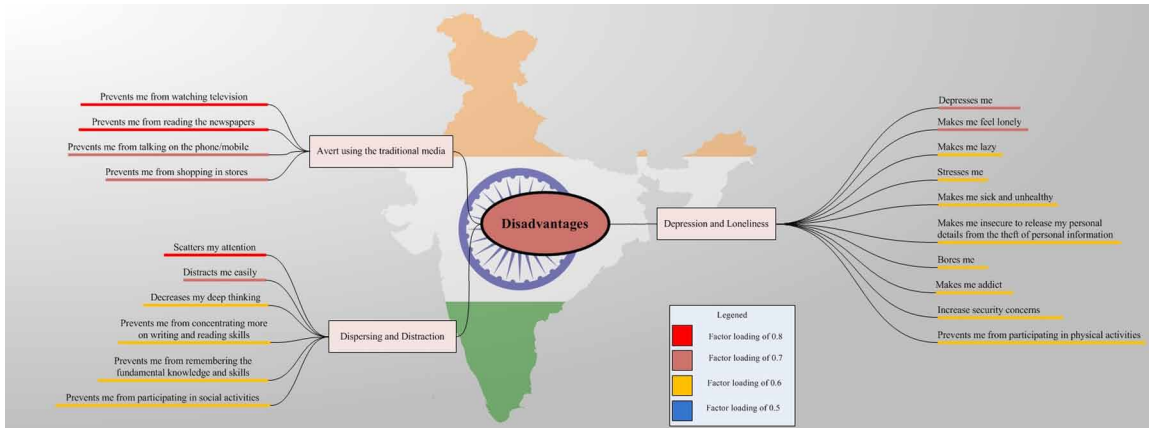 Prevents me from watching television
Prevents me from reading the newspapers
Prevents me from talking on the phone/mobile
Prevents me from shopping in stores
Avert using the traditional media
Scatters my attention
Distracts me easily
Decreases my deep thinking
Prevents me from concentrating more
on writing and reading skills
Prevents me from remembering the
fundamental knowledge and skills
Prevents me from participating in social activities
Dispersing and Distraction
Disadvantages
Depression and Loneliness
Depresses me
Makes me feel lonely
Makes me lazy
Stresses me
Makes me sick and unhealthy
Makes me insecure to release my personal
details from the theft of personal information
Bores me
Makes me addict
Increase security concerns
Prevents me from participating in physical activities
Legened
Factor loading of 0.8
Factor loading of 0.7
Factor loading of 0.6
Factor loading of 0.5